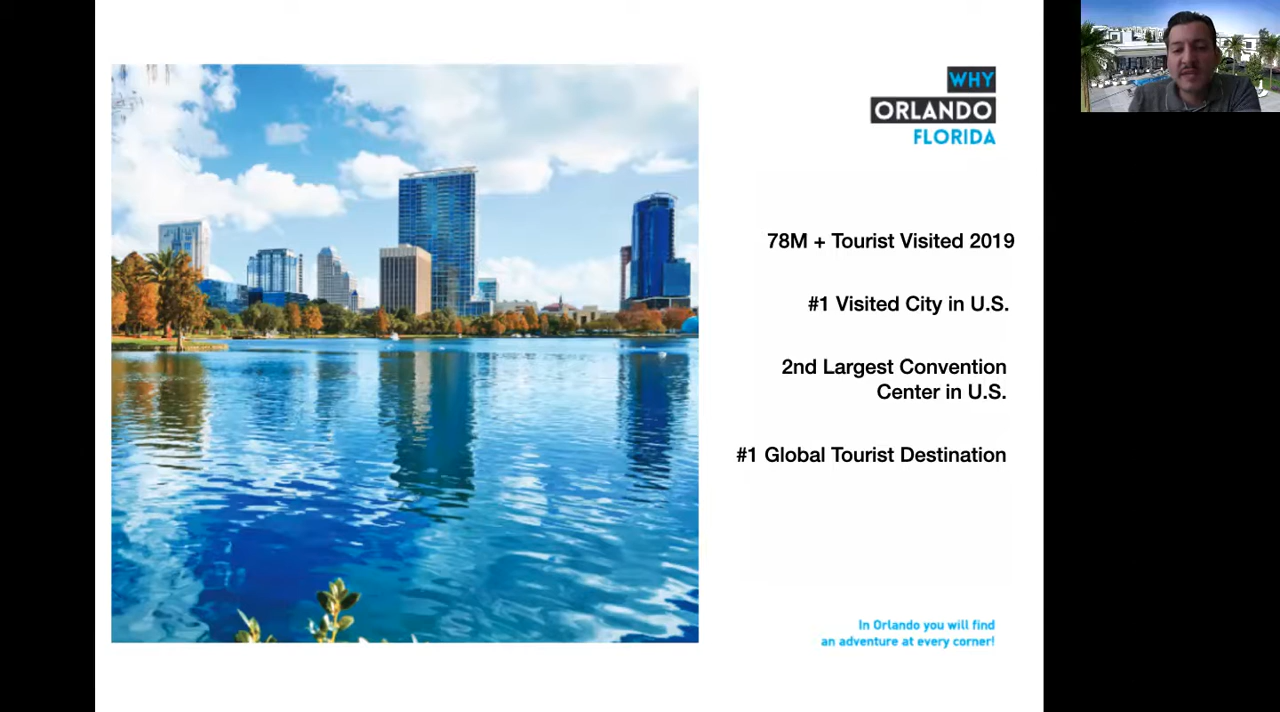 WHY
ORLANDO
FLORIDA
78M + Tourist Visited 2019
#1 Visited City in U.S.
2nd Largest Convention
Center in U.S.
#1 Global Tourist Destination
In Orlando you will find
an adventure at every corner!